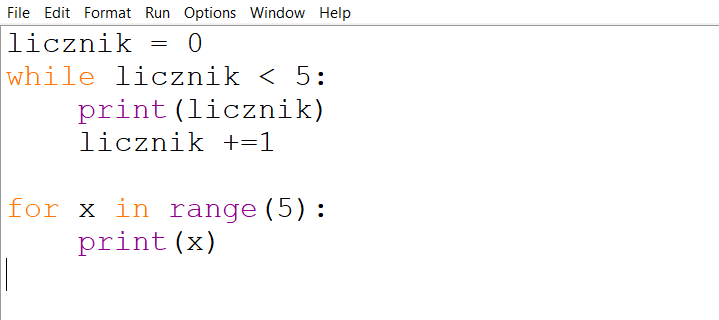 File Edit Format Run Options Window Help
licznik = 0
while licznik < 5:
    print(licznik)
    licznik +=1

for x in range(5):
    print(x)